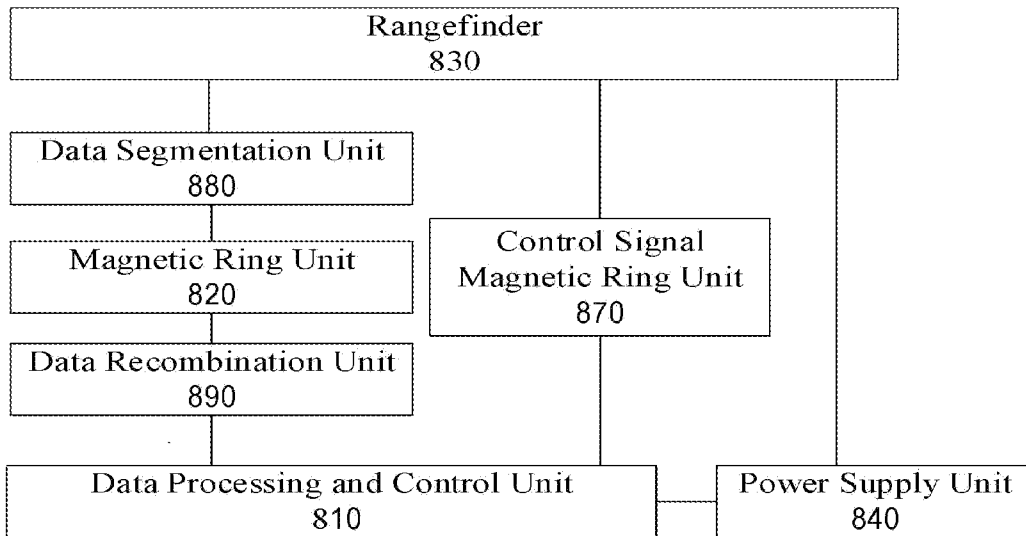 Rangefinder
830
Data Segmentation Unit
880
Magnetic Ring Unit
820
Data Recombination Unit
890
Control Signal
Magnetic Ring Unit
870
Data Processing and Control Unit
810
Power Supply Unit
840